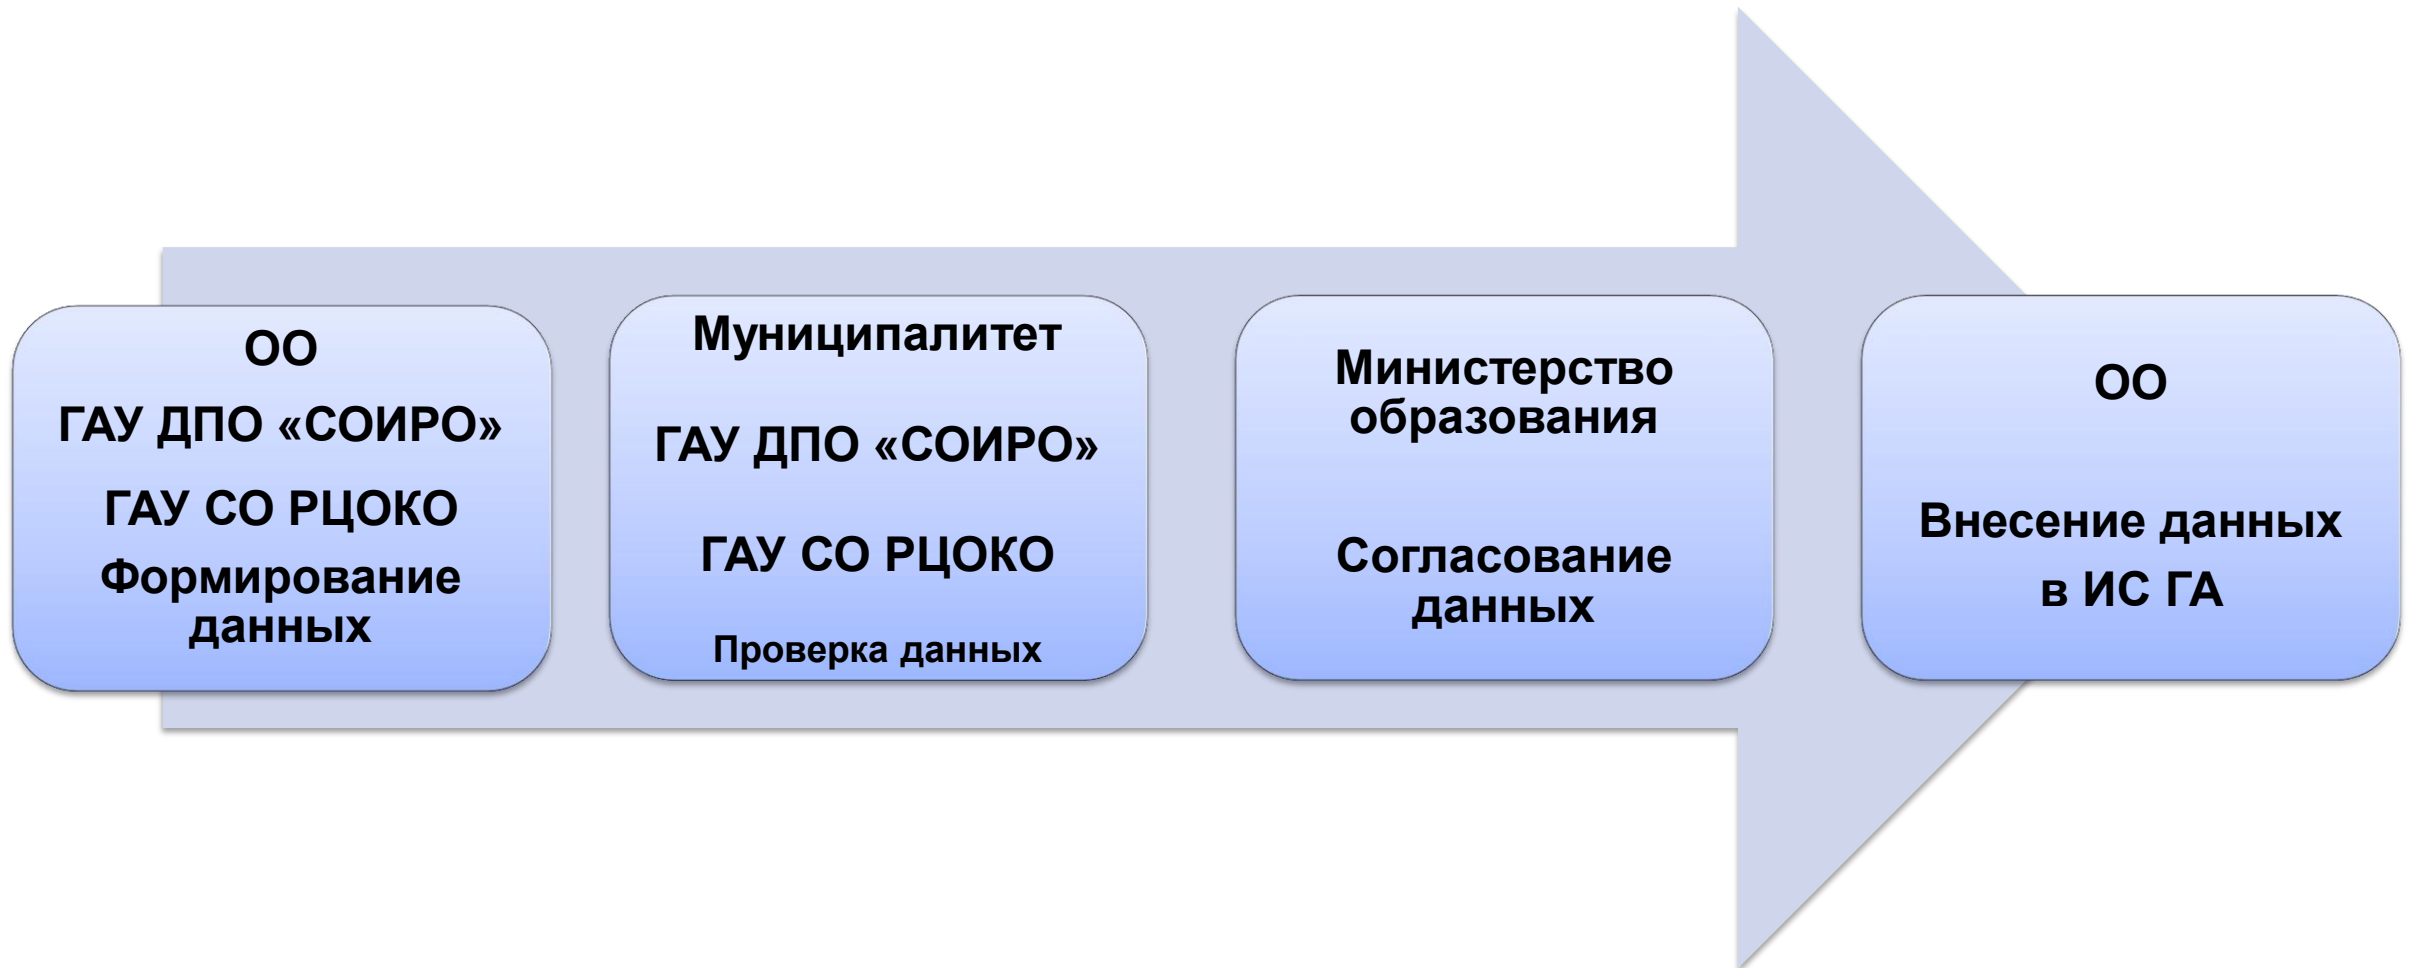 ОО
ГАУ ДПО «СОИРО»
ГАУ СО РЦОКО
Формирование
данных
Муниципалитет
ГАУ ДПО «СОИРО»
ГАУ СО РЦОКО
Проверка данных
Министерство
образования
Согласование
данных
ОО
Внесение данных
в ИС ГА